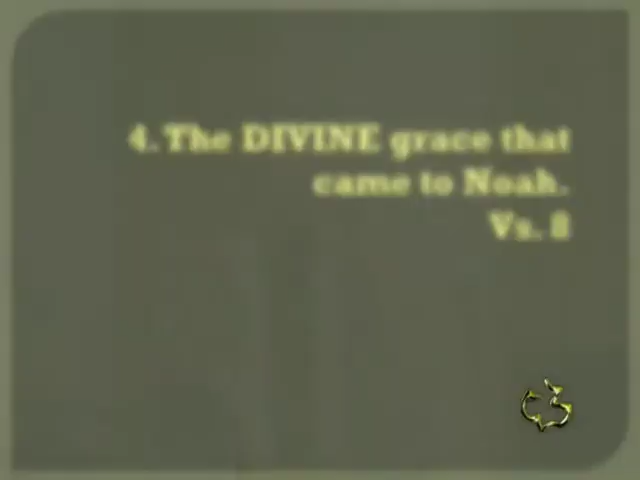 4. The DIVINE grace that
came to Noah.
Vs. 8